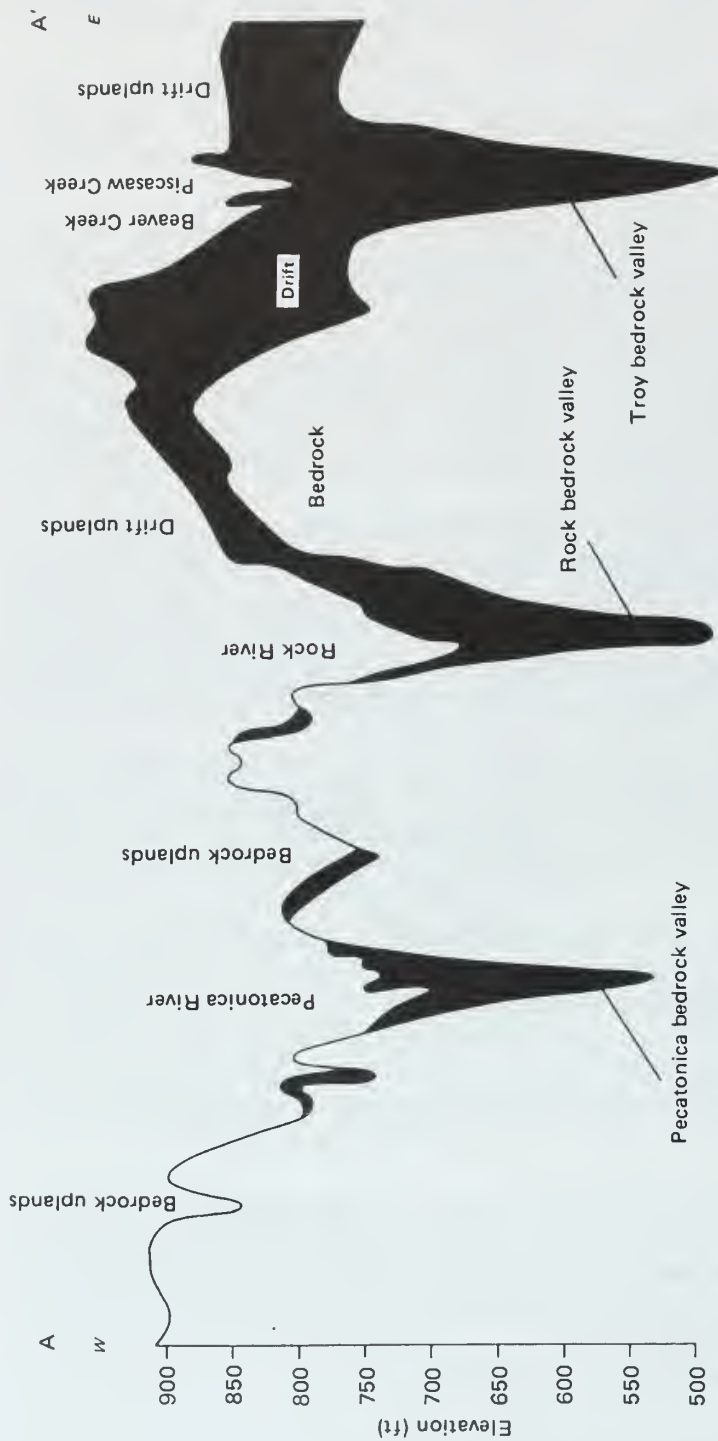 A
W
A'
E
Bedrock uplands
Pecatonica River
Bedrock uplands
Rock River
Drift uplands
Beaver Creek
Piscasaw Creek
Drift uplands
Drift
Bedrock
Elevation (ft)
900
850
800
750
700
650
600
550
500
Pecatonica bedrock valley
Rock bedrock valley
Troy bedrock valley